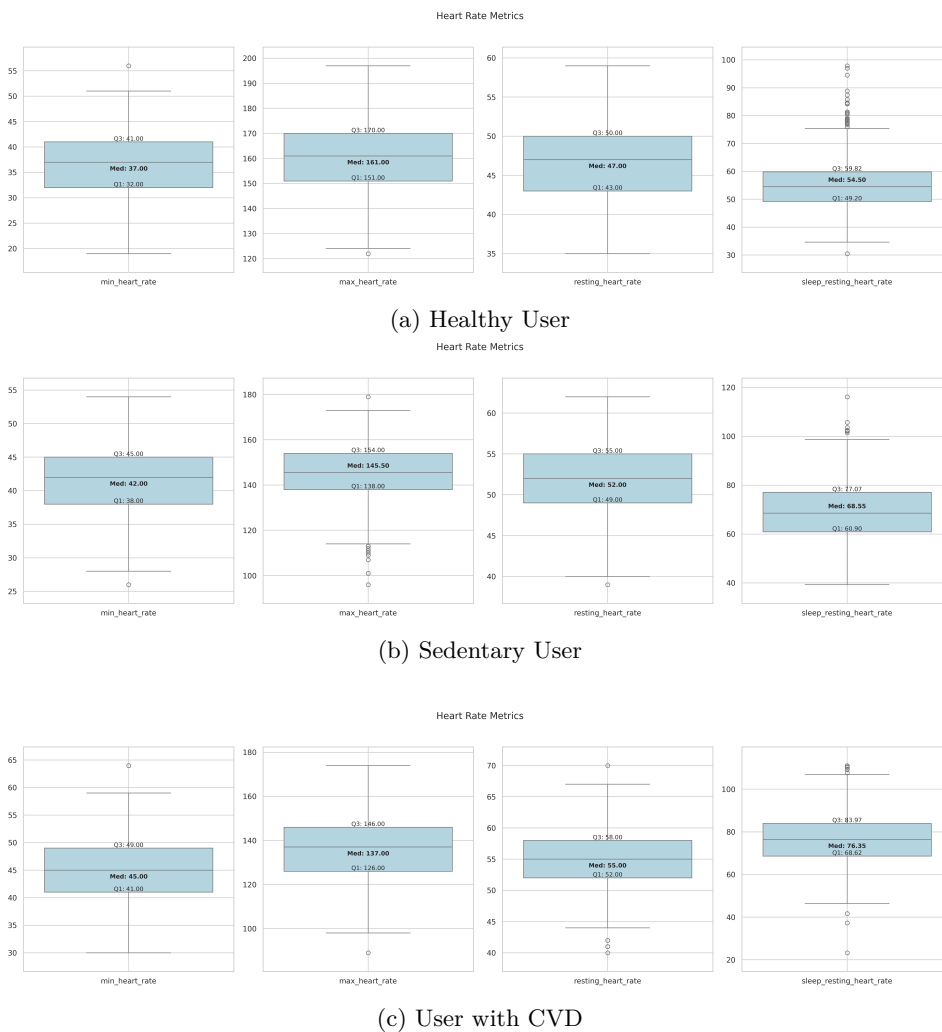 Heart Rate Metrics
55
50
45
40
35
30
25
20
Q3: 41.00
Med: 37.00
Q1: 32.00
min_heart_rate
200
190
180
170
160
150
140
130
120
Q3: 170.00
Med: 161.00
Q1: 151.00
max_heart_rate
60
55
50
45
40
35
Q3: 50.00
Med: 47.00
Q1: 43.00
resting_heart_rate
100
90
80
70
60
50
40
30
Q3: 59.82
Med: 54.50
Q1: 49.20
sleep_resting_heart_rate
(a) Healthy User
Heart Rate Metrics
55
50
45
40
35
30
25
Q3: 45.00
Med: 42.00
Q1: 38.00
min_heart_rate
180
160
140
120
100
Q3: 154.00
Med: 145.50
Q1: 138.00
max_heart_rate
60
55
50
45
40
Q3: 55.00
Med: 52.00
Q1: 49.00
resting_heart_rate
120
100
80
60
40
Q3: 77.07
Med: 68.55
Q1: 60.90
sleep_resting_heart_rate
(b) Sedentary User
Heart Rate Metrics
65
60
55
50
45
40
35
30
Q3: 49.00
Med: 45.00
Q1: 41.00
min_heart_rate
180
160
140
120
100
Q3: 146.00
Med: 137.00
Q1: 126.00
max_heart_rate
70
65
60
55
50
45
40
Q3: 58.00
Med: 55.00
Q1: 52.00
resting_heart_rate
100
80
60
40
20
Q3: 83.97
Med: 76.35
Q1: 68.62
sleep_resting_heart_rate
(c) User with CVD